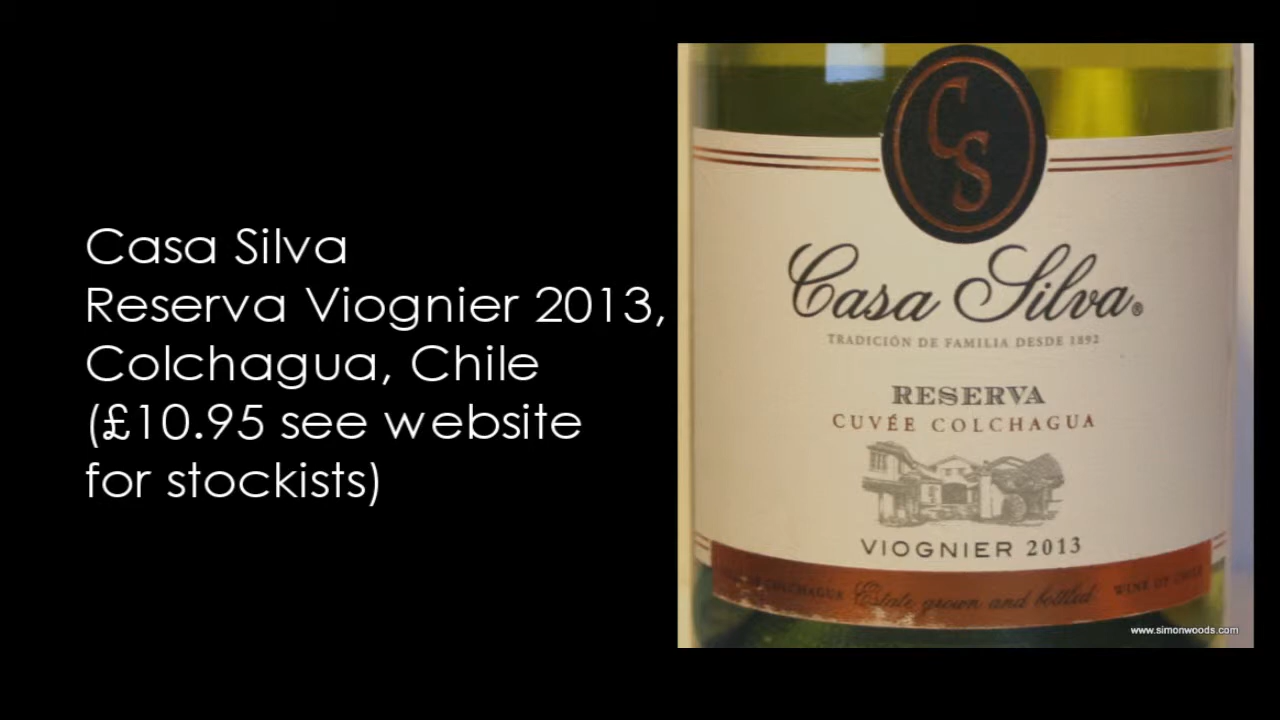 Casa Silva
Reserva Viognier 2013,
Colchagua, Chile
(£10.95 see website
for stockists)
CS
Casa Silva®
TRADICIÓN DE FAMILIA DESDE 1892
RESERVA
CUVÉE COLCHAGUA
VIOGNIER 2013
COLCHAGUA Estate grown and bottled WINE OF CHILE
www.simonwoods.com